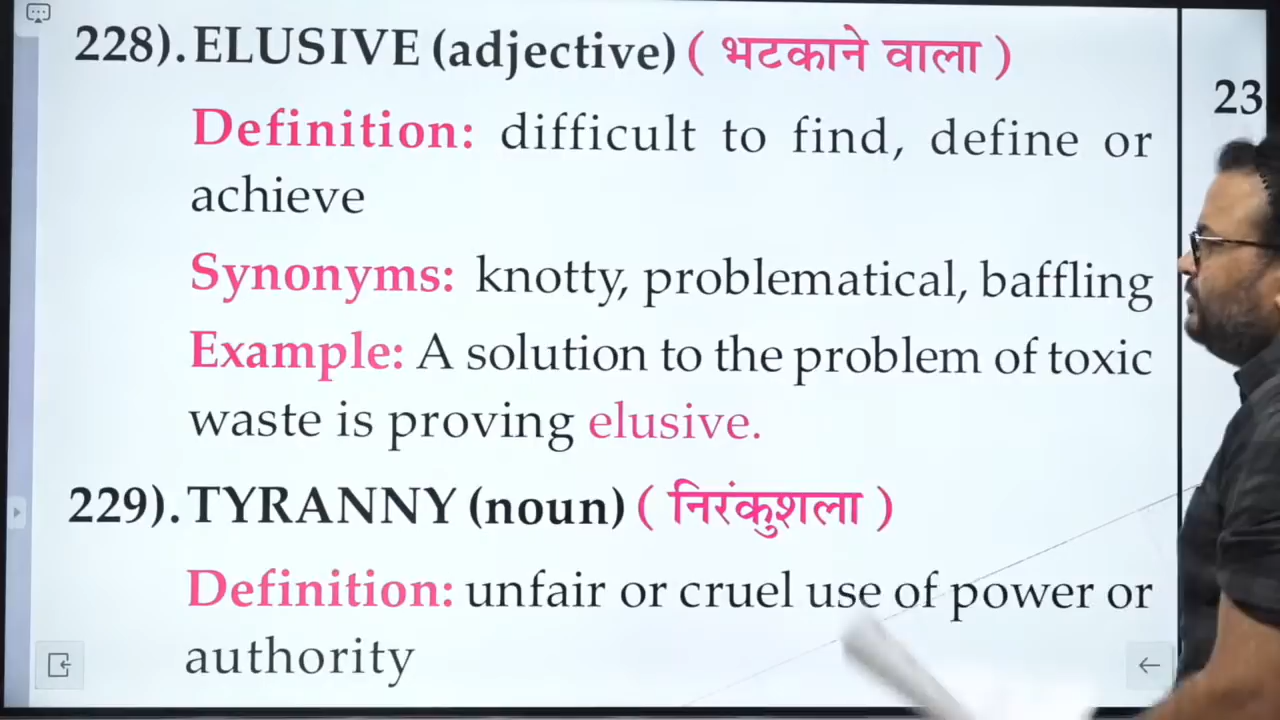 228). ELUSIVE (adjective) ( भटकाने वाला )
23
Definition: difficult to find, define or
achieve
Synonyms: knotty, problematical, baffling
Example: A solution to the problem of toxic
waste is proving elusive.
229). TYRANNY (noun) ( निरंकुशला )
Definition: unfair or cruel use of power or
authority